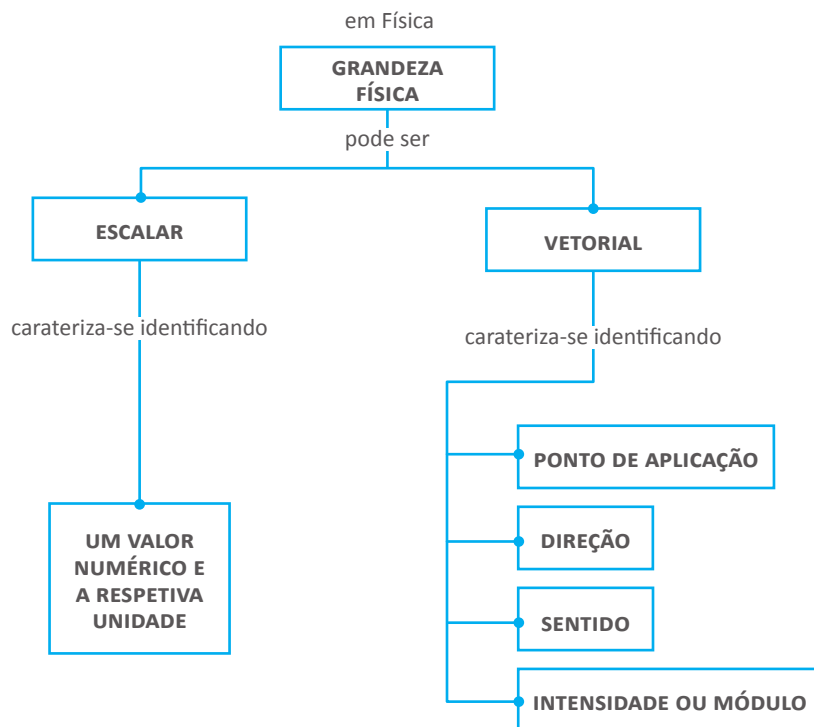 em Física
GRANDEZA
FÍSICA
pode ser
ESCALAR
VETORIAL
carateriza-se identificando
carateriza-se identificando
UM VALOR
NUMÉRICO E
A RESPETIVA
UNIDADE
PONTO DE APLICAÇÃO
DIREÇÃO
SENTIDO
INTENSIDADE OU MÓDULO